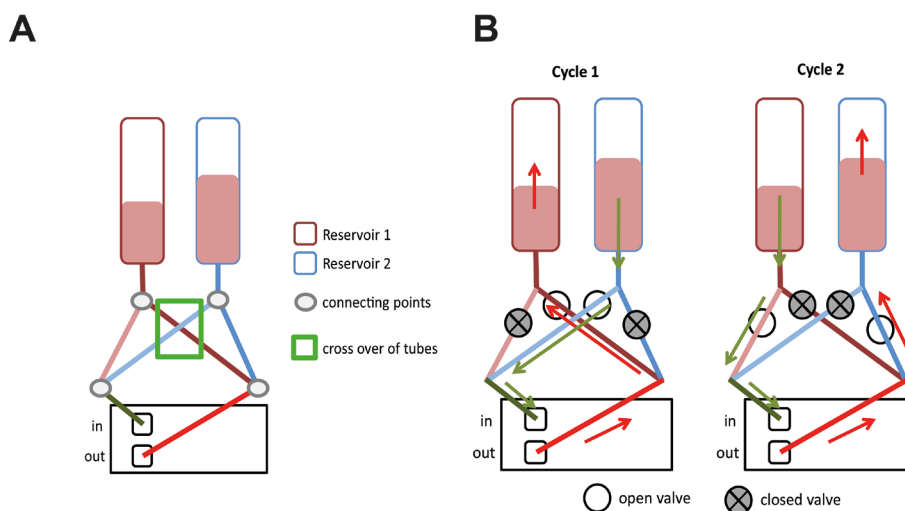 A
B
Cycle 1
Cycle 2
Reservoir 1
Reservoir 2
connecting points
cross over of tubes
in
out
in
out
in
out
open valve
closed valve